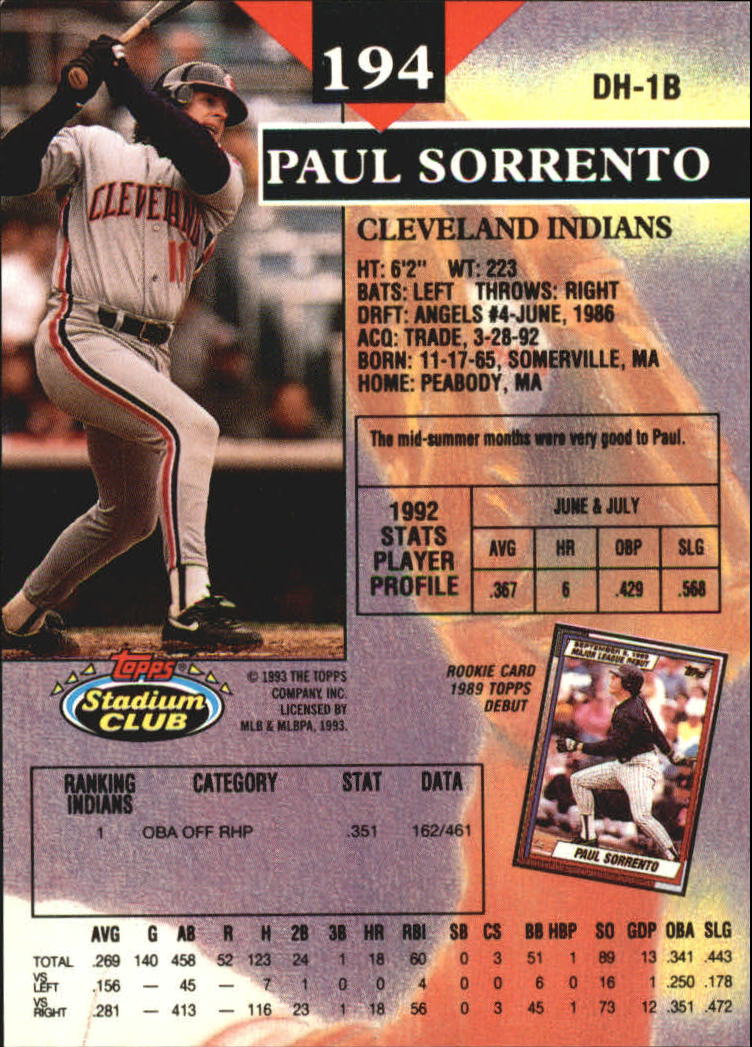 194
DH-1B
PAUL SORRENTO
CLEVELAND INDIANS
HT: 6'2" WT: 223
BATS: LEFT THROWS: RIGHT
DRFT: ANGELS #4-JUNE, 1986
ACQ: TRADE, 3-28-92
BORN: 11-17-65, SOMERVILLE, MA
HOME: PEABODY, MA
CLEVELAND
11
The mid-summer months were very good to Paul.
1992 STATS PLAYER PROFILE
JUNE & JULY
AVG HR OBP SLG
.367 6 .429 .568
Topps
Stadium
CLUB
© 1993 THE TOPPS
COMPANY, INC.
LICENSED BY
MLB & MLBPA, 1993.
ROOKIE CARD
1989 TOPPS
DEBUT
SEPTEMBER 8, 1989
MAJOR LEAGUE DEBUT
Topps
PAUL SORRENTO
RANKING INDIANS CATEGORY STAT DATA
1 OBA OFF RHP .351 162/461
AVG G AB R H 2B 3B HR RBI SB CS BB HBP SO GDP OBA SLG
TOTAL .269 140 458 52 123 24 1 18 60 0 3 51 1 89 13 .341 .443
VS LEFT .156 — 45 — 7 1 0 0 4 0 0 6 0 16 1 .250 .178
VS RIGHT .281 — 413 — 116 23 1 18 56 0 3 45 1 73 12 .351 .472